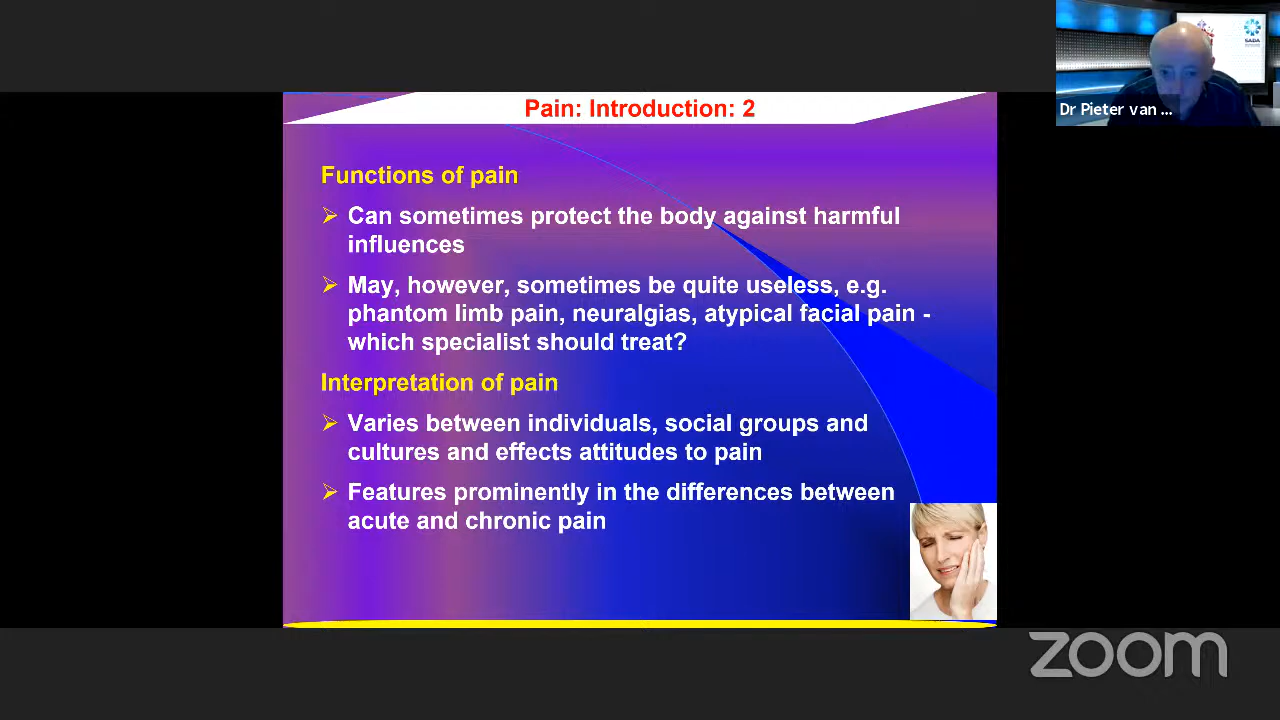 Pain: Introduction: 2
SADA
Dr Pieter van ...
Functions of pain
Can sometimes protect the body against harmful
influences
May, however, sometimes be quite useless, e.g.
phantom limb pain, neuralgias, atypical facial pain -
which specialist should treat?
Interpretation of pain
Varies between individuals, social groups and
cultures and effects attitudes to pain
Features prominently in the differences between
acute and chronic pain
zoom